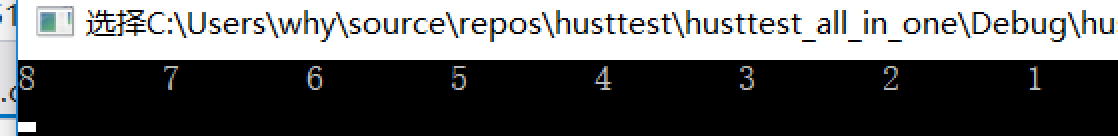 选择C:\Users\why\source\repos\husttest\husttest_all_in_one\Debug\hu
8 7 6 5 4 3 2 1